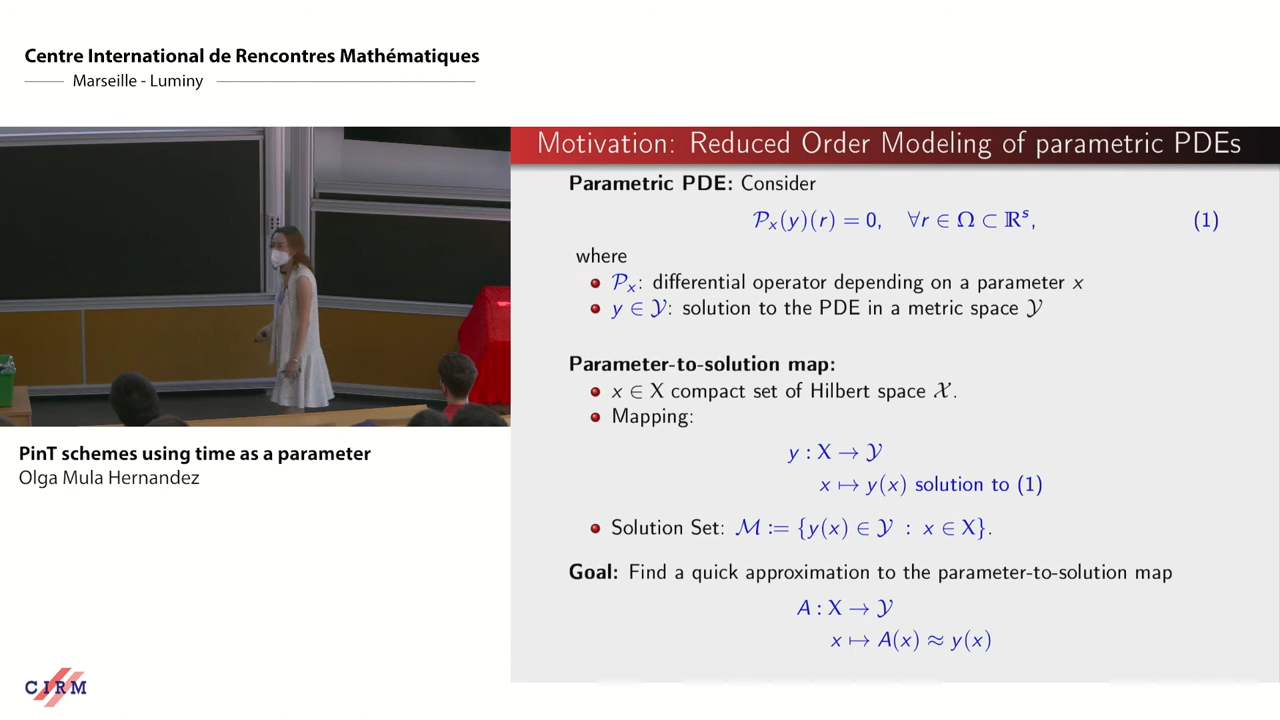 Centre International de Rencontres Mathématiques
Marseille - Luminy
Motivation: Reduced Order Modeling of parametric PDEs
Parametric PDE: Consider
𝒫ₓ(y)(r) = 0, ∀r ∈ Ω ⊂ ℝˢ, (1)
where
𝒫ₓ: differential operator depending on a parameter x
y ∈ 𝒴: solution to the PDE in a metric space 𝒴
Parameter-to-solution map:
x ∈ X compact set of Hilbert space 𝒳.
Mapping:
y : X → 𝒴
x ↦ y(x) solution to (1)
Solution Set: ℳ := {y(x) ∈ 𝒴 : x ∈ X}.
Goal: Find a quick approximation to the parameter-to-solution map
A : X → 𝒴
x ↦ A(x) ≈ y(x)
PinT schemes using time as a parameter
Olga Mula Hernandez
CIRM